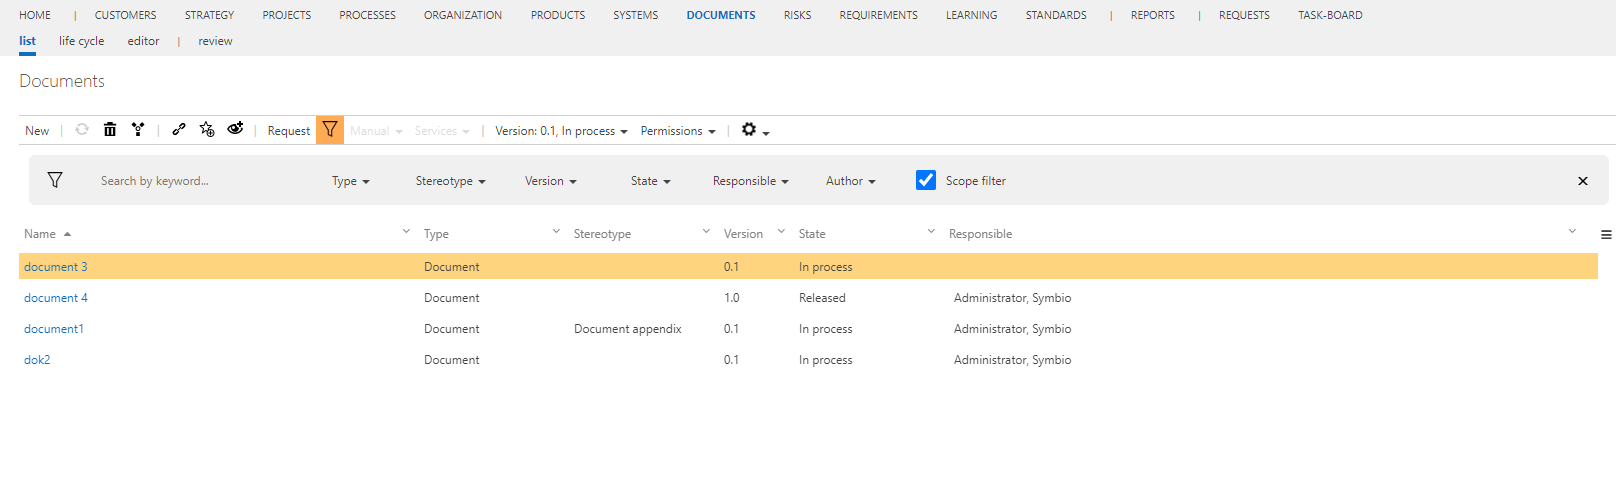 HOME | CUSTOMERS STRATEGY PROJECTS PROCESSES ORGANIZATION PRODUCTS SYSTEMS DOCUMENTS RISKS REQUIREMENTS LEARNING STANDARDS | REPORTS | REQUESTS TASK-BOARD
list life cycle editor | review
Documents
New | | Request Manual Services | Version: 0.1, In process Permissions |
Search by keyword... Type Stereotype Version State Responsible Author Scope filter
Name Type Stereotype Version State Responsible
document 3 Document 0.1 In process
document 4 Document 1.0 Released Administrator, Symbio
document1 Document Document appendix 0.1 In process Administrator, Symbio
dok2 Document 0.1 In process Administrator, Symbio